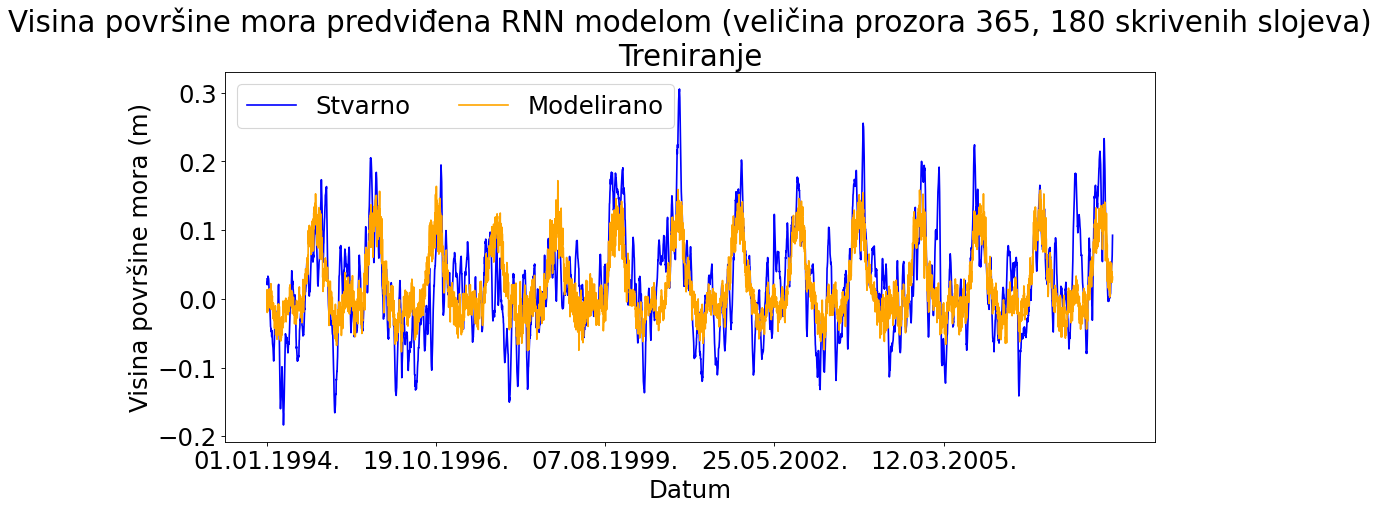 Visina površine mora predviđena RNN modelom (veličina prozora 365, 180 skrivenih slojeva)
Treniranje
Stvarno
Modelirano
Visina površine mora (m)
0.3
0.2
0.1
0.0
−0.1
−0.2
01.01.1994. 19.10.1996. 07.08.1999. 25.05.2002. 12.03.2005.
Datum